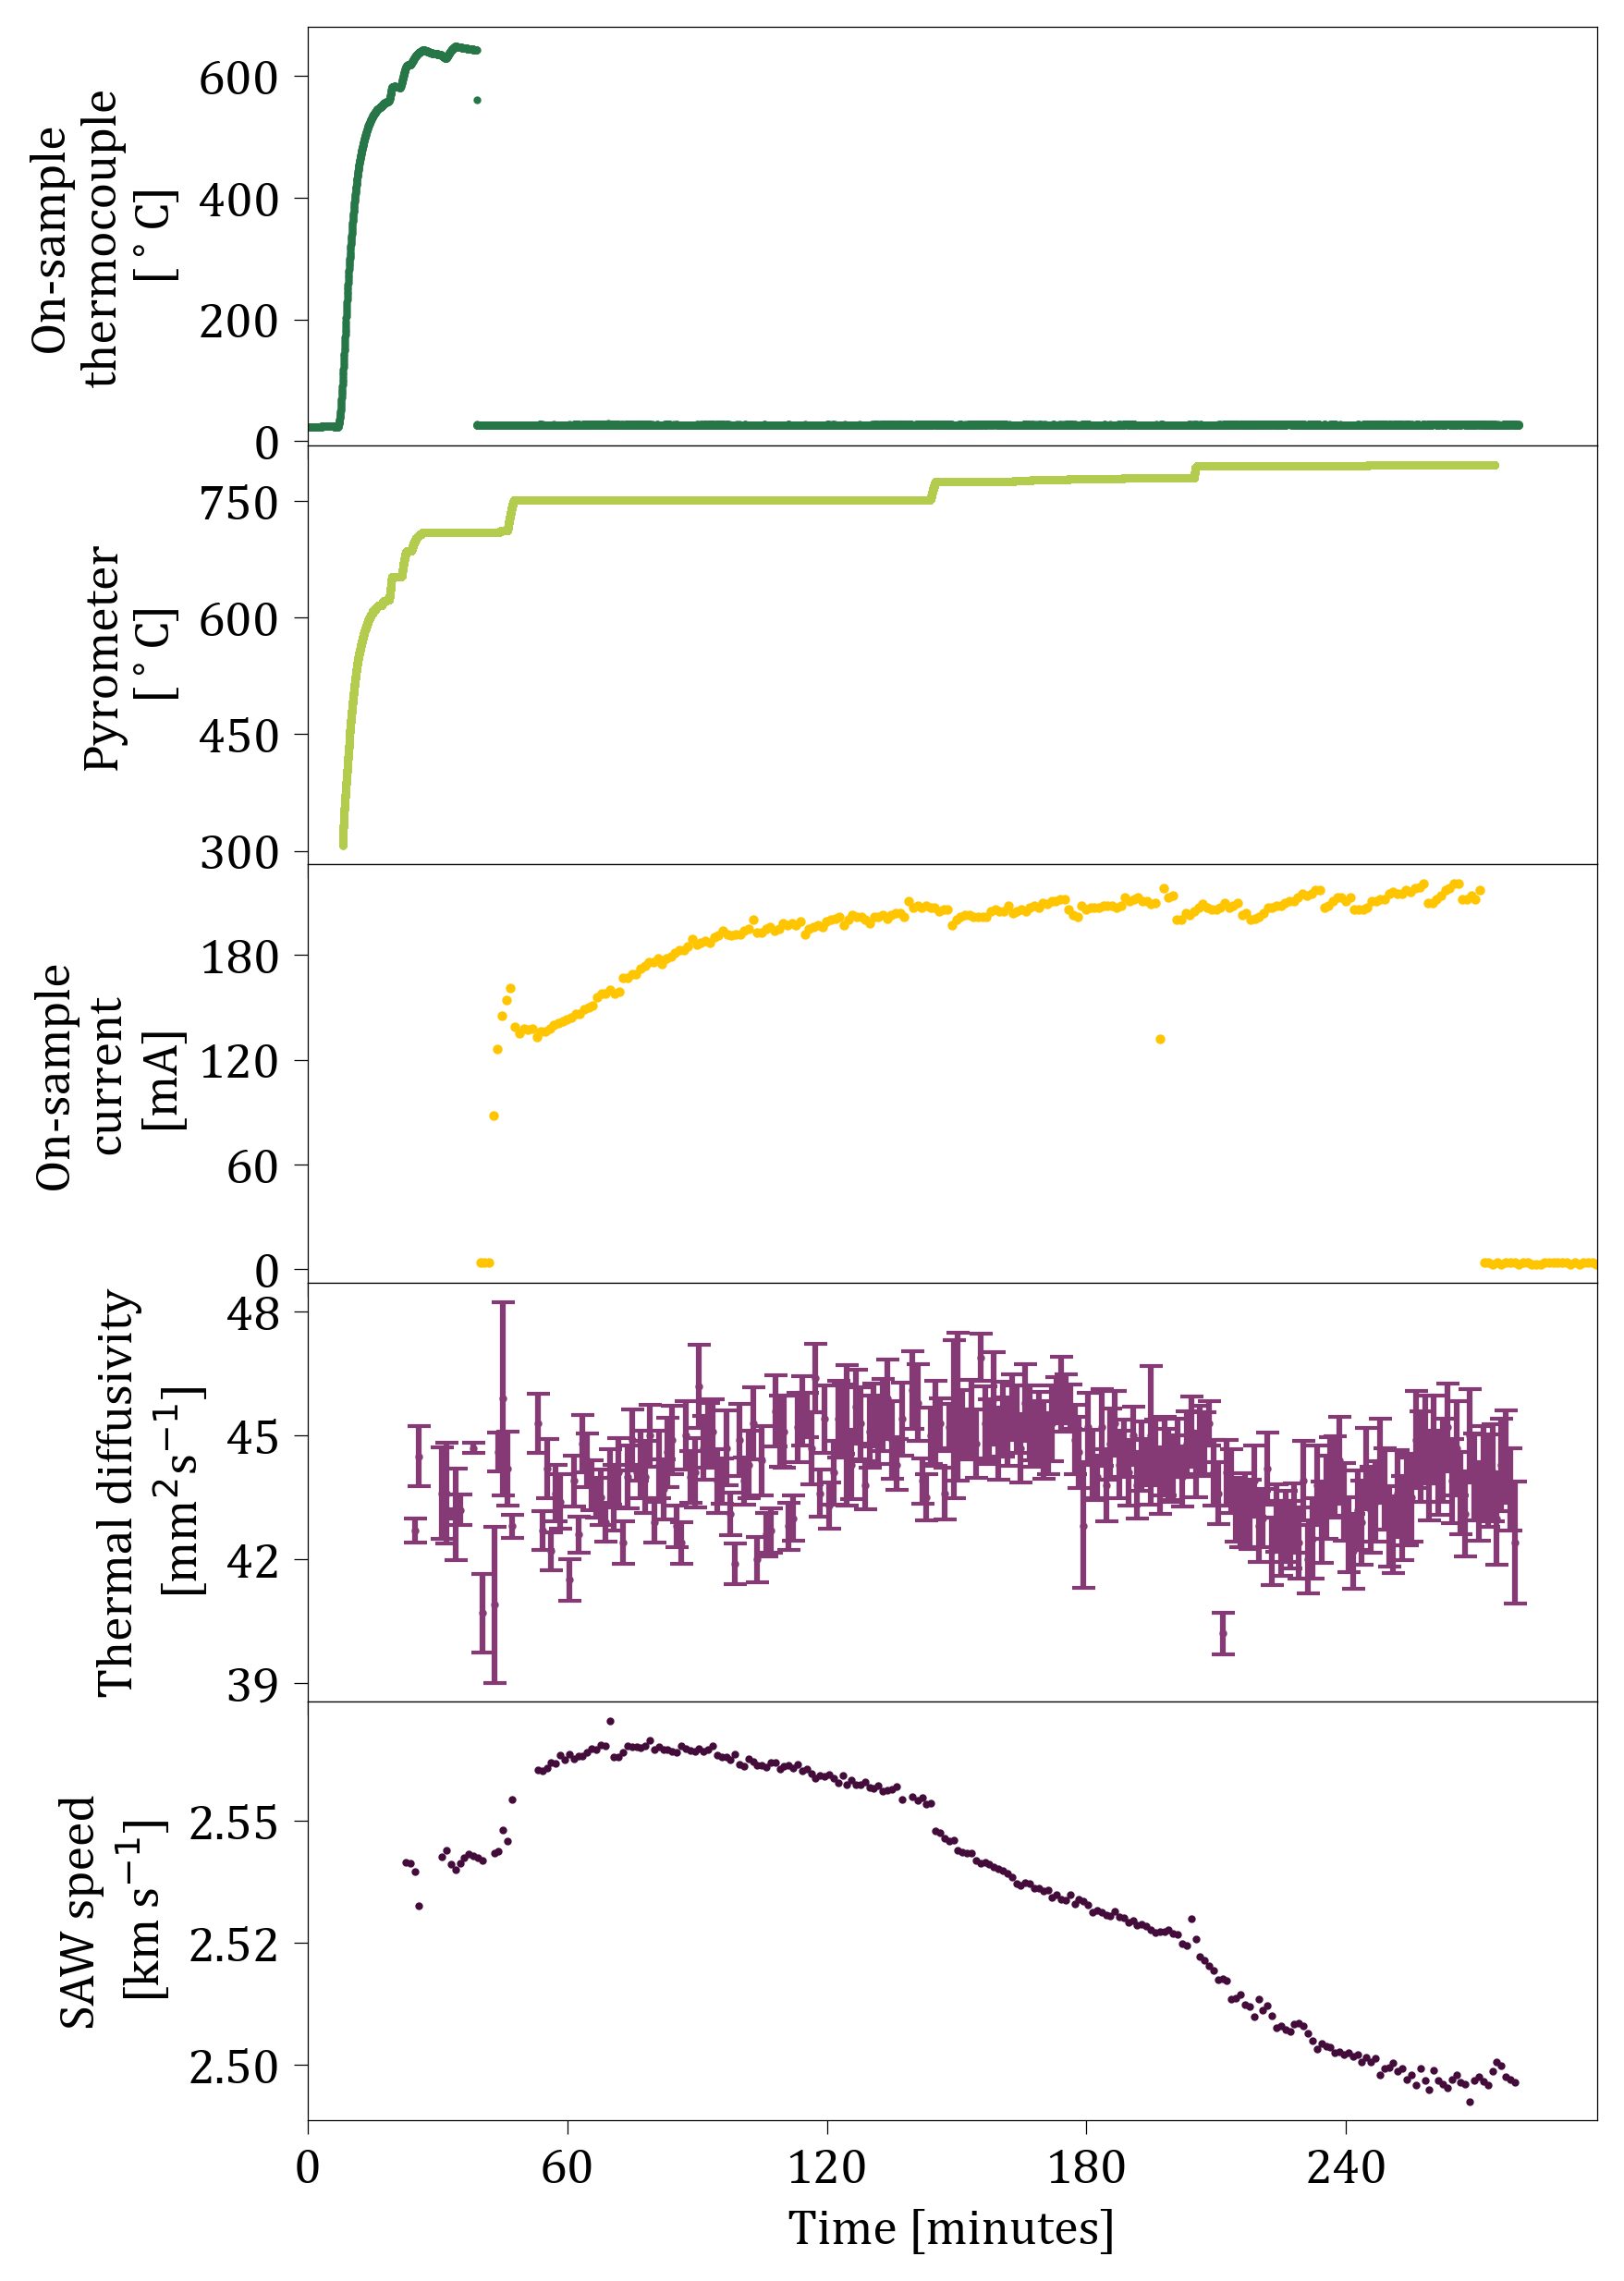 On-sample
thermocouple
[°C]
600
400
200
0
Pyrometer
[°C]
750
600
450
300
On-sample
current
[mA]
180
120
60
0
Thermal diffusivity
[mm²s⁻¹]
48
45
42
39
SAW speed
[km s⁻¹]
2.55
2.52
2.50
0 60 120 180 240
Time [minutes]